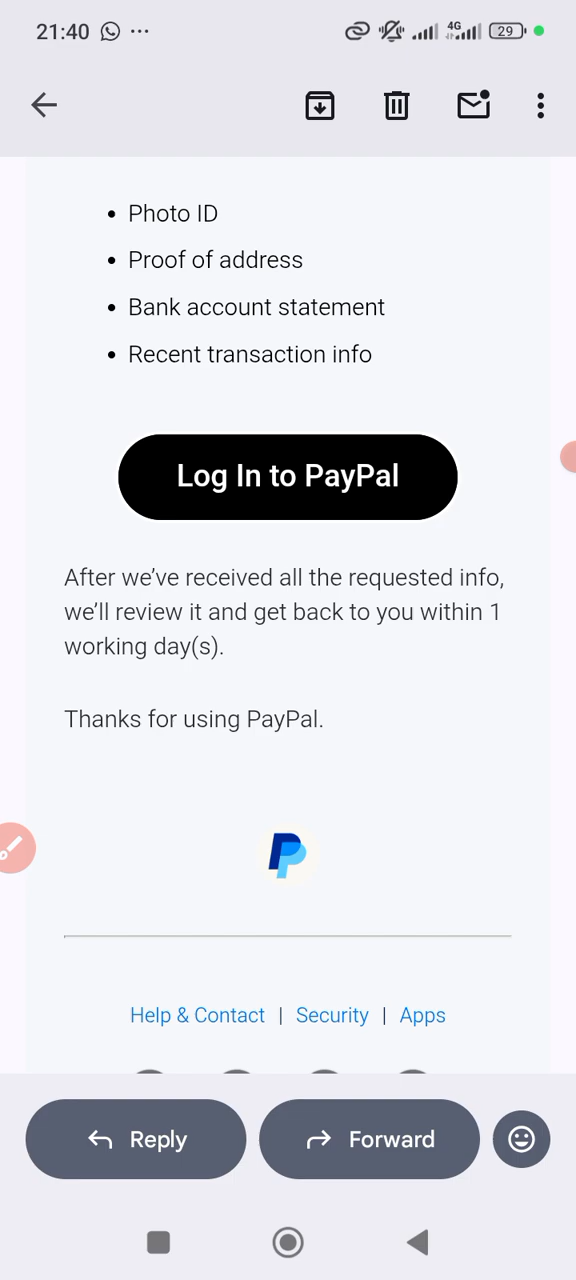 21:40
4G
29
Photo ID
Proof of address
Bank account statement
Recent transaction info
Log In to PayPal
After we’ve received all the requested info,
we’ll review it and get back to you within 1
working day(s).
Thanks for using PayPal.
Help & Contact | Security | Apps
Reply
Forward